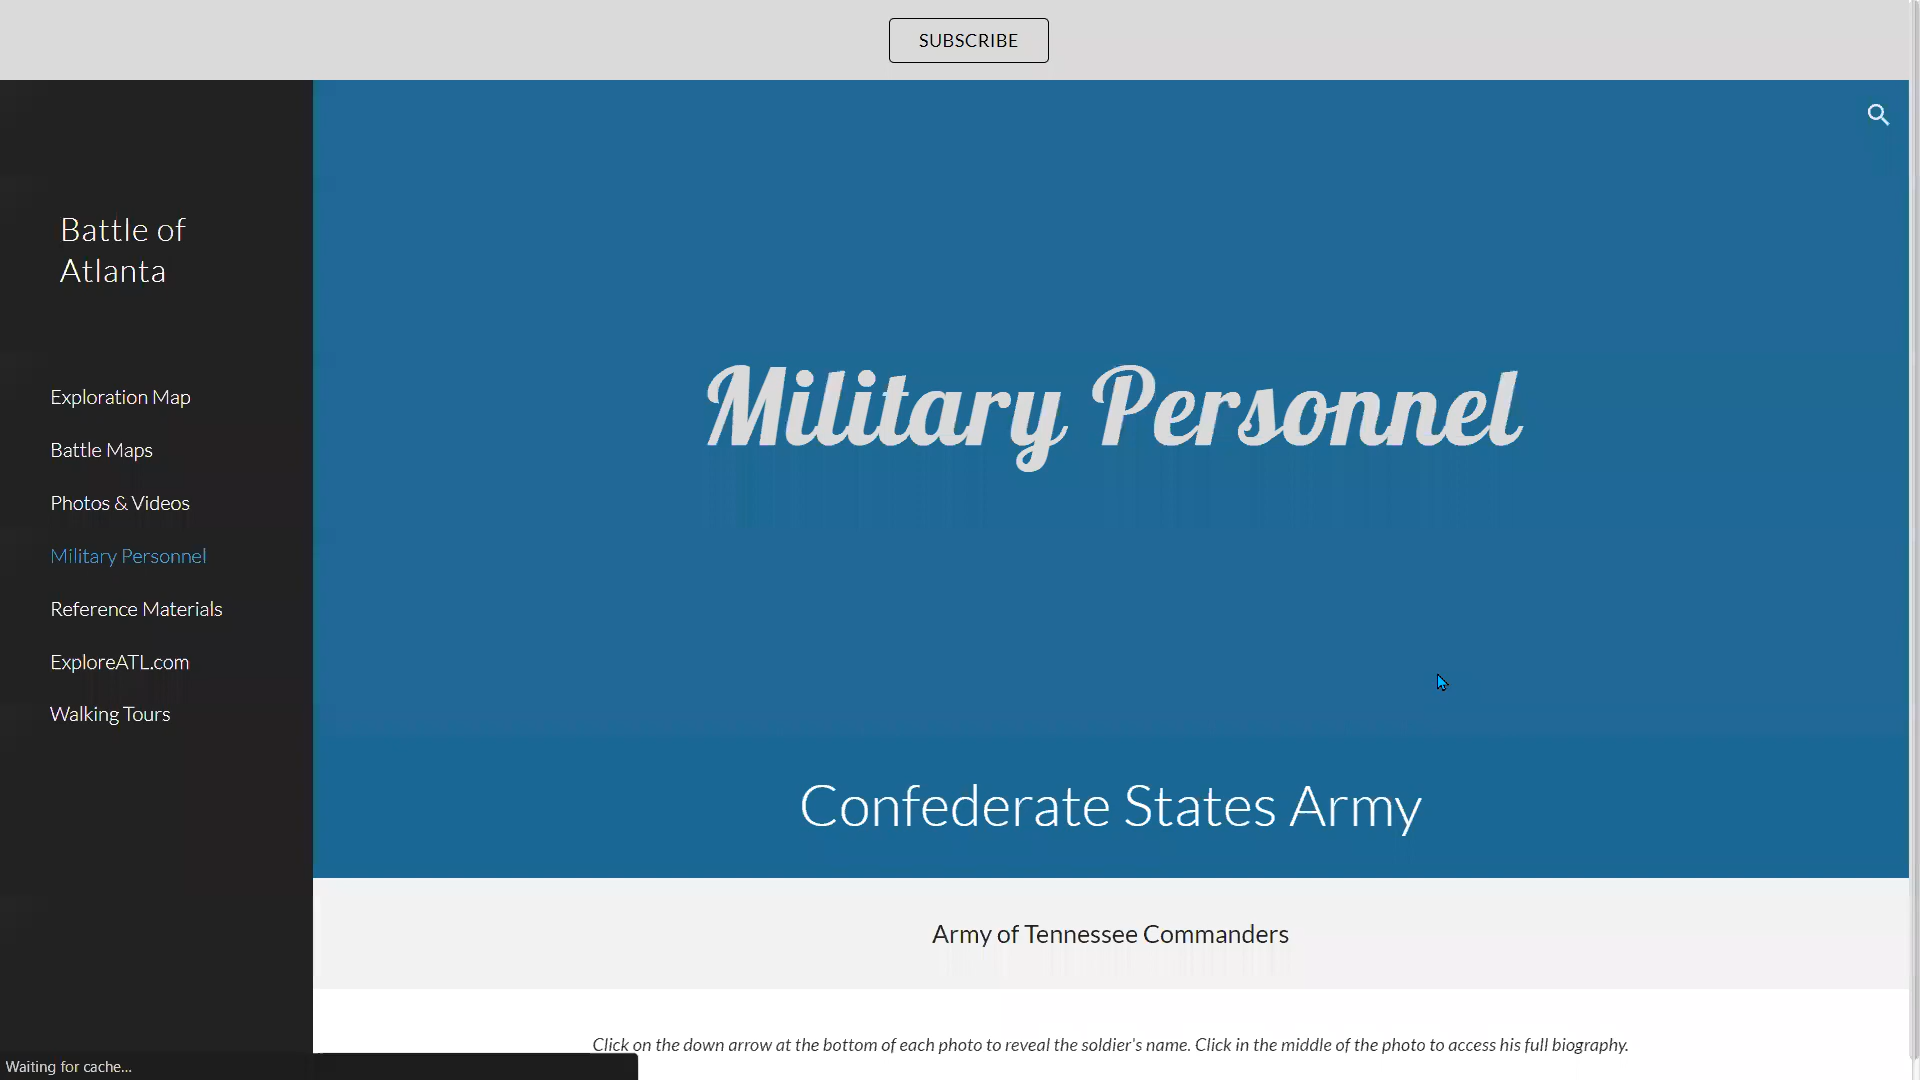 SUBSCRIBE
Battle of
Atlanta
Exploration Map
Battle Maps
Photos & Videos
Military Personnel
Reference Materials
ExploreATL.com
Walking Tours
Military Personnel
Confederate States Army
Army of Tennessee Commanders
Click on the down arrow at the bottom of each photo to reveal the soldier's name. Click in the middle of the photo to access his full biography.
Waiting for cache...